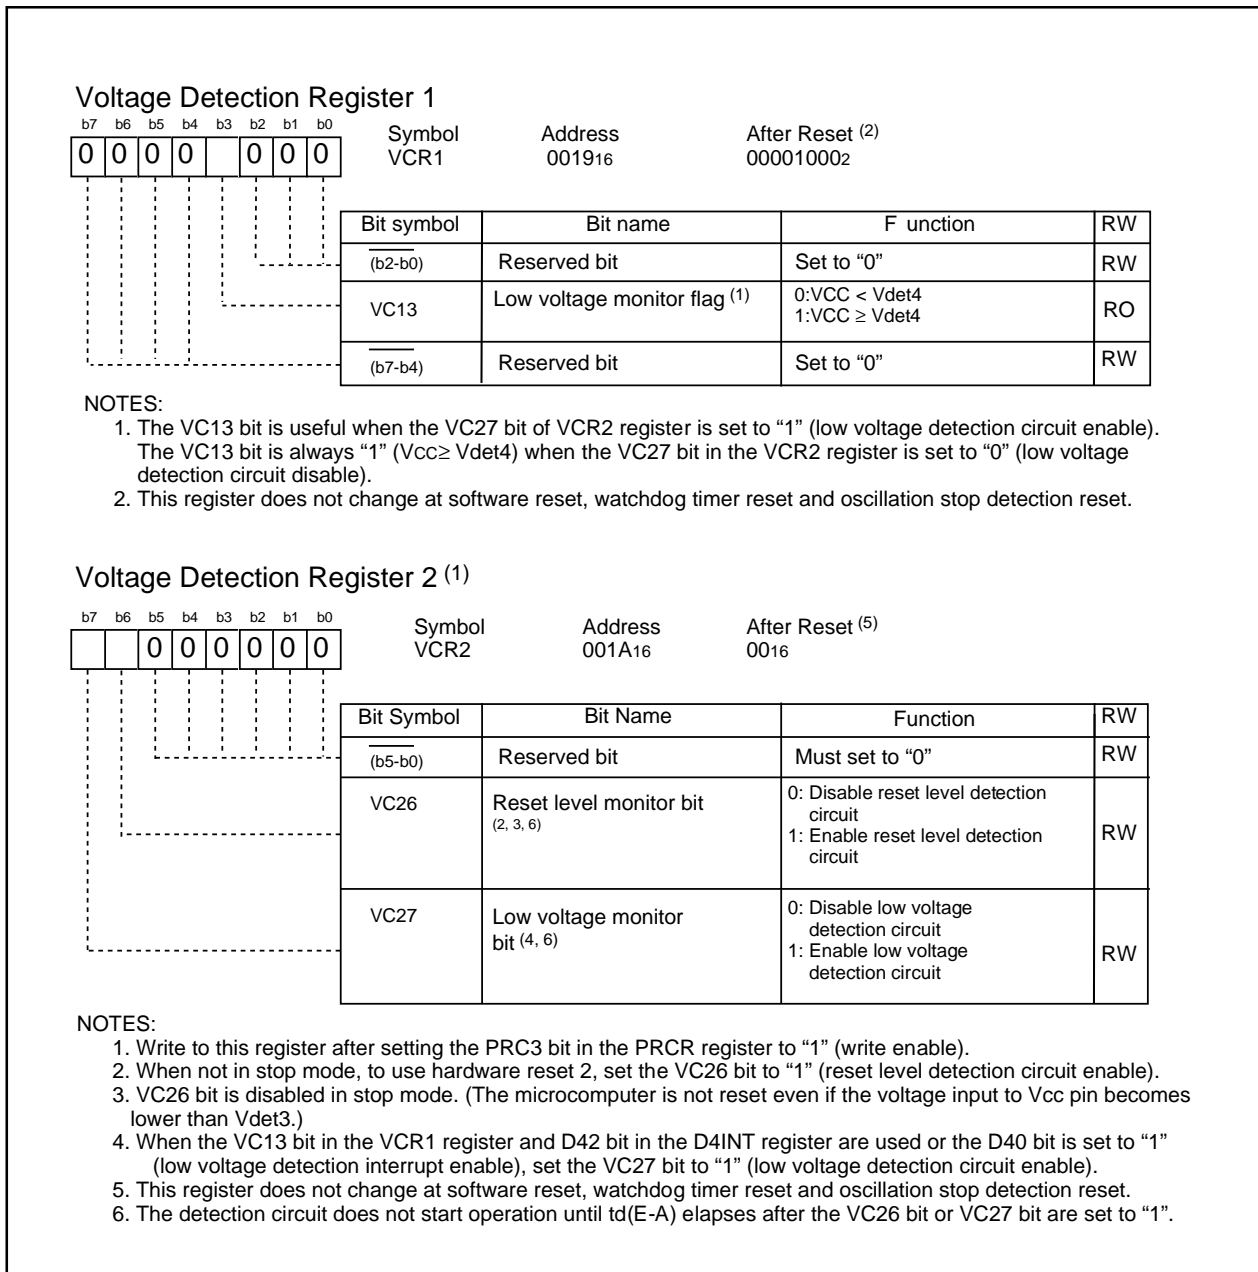 Voltage Detection Register 1
b7 b6 b5 b4 b3 b2 b1 b0
Symbol Address After Reset (2)
0 0 0 0 0 0 0 VCR1 001916 000010002
Bit symbol Bit name F unction RW
(b2-b0) Reserved bit Set to “0” RW
VC13 Low voltage monitor flag (1) 0:VCC < Vdet4
1:VCC ≥ Vdet4 RO
(b7-b4) Reserved bit Set to “0” RW
NOTES:
1. The VC13 bit is useful when the VC27 bit of VCR2 register is set to “1” (low voltage detection circuit enable).
The VC13 bit is always “1” (VCC≥ Vdet4) when the VC27 bit in the VCR2 register is set to “0” (low voltage
detection circuit disable).
2. This register does not change at software reset, watchdog timer reset and oscillation stop detection reset.
Voltage Detection Register 2 (1)
b7 b6 b5 b4 b3 b2 b1 b0
Symbol Address After Reset (5)
0 0 0 0 0 0 VCR2 001A16 0016
Bit Symbol Bit Name Function RW
(b5-b0) Reserved bit Must set to “0” RW
VC26 Reset level monitor bit 0: Disable reset level detection
(2, 3, 6) circuit
1: Enable reset level detection RW
circuit
VC27 Low voltage monitor 0: Disable low voltage
bit (4, 6) detection circuit
1: Enable low voltage RW
detection circuit
NOTES:
1. Write to this register after setting the PRC3 bit in the PRCR register to “1” (write enable).
2. When not in stop mode, to use hardware reset 2, set the VC26 bit to “1” (reset level detection circuit enable).
3. VC26 bit is disabled in stop mode. (The microcomputer is not reset even if the voltage input to Vcc pin becomes
lower than Vdet3.)
4. When the VC13 bit in the VCR1 register and D42 bit in the D4INT register are used or the D40 bit is set to “1”
(low voltage detection interrupt enable), set the VC27 bit to “1” (low voltage detection circuit enable).
5. This register does not change at software reset, watchdog timer reset and oscillation stop detection reset.
6. The detection circuit does not start operation until td(E-A) elapses after the VC26 bit or VC27 bit are set to “1”.